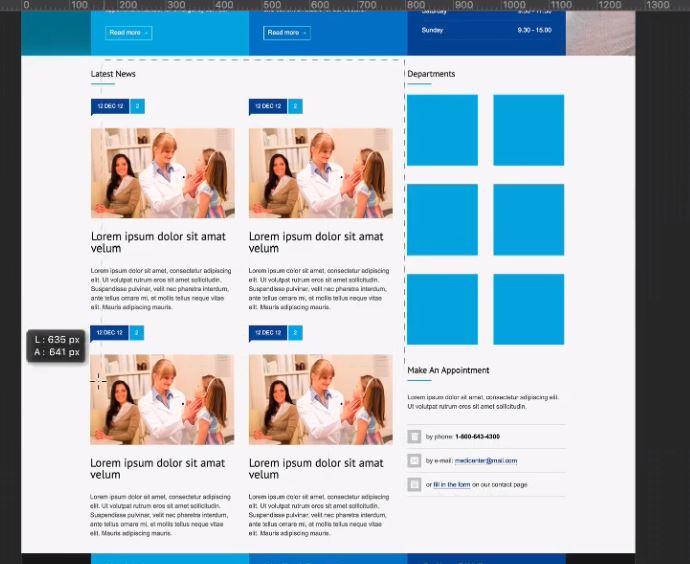 0 100 200 300 400 500 600 700 800 900 1000 1100 1200 1300
Read more →
Read more →
Saturday
Sunday 9.30 - 15.00
Latest News
12 DEC 12 2
12 DEC 12 2
Lorem ipsum dolor sit amat
velum
Lorem ipsum dolor sit amat
velum
Lorem ipsum dolor sit amet, consectetur adipiscing
elit. Ut volutpat rutrum eros sit amet sollicitudin.
Suspendisse pulvinar, velit nec pharetra interdum,
ante tellus ornare mi, et mollis tellus neque vitae
elit. Mauris adipiscing mauris.
Lorem ipsum dolor sit amet, consectetur adipiscing
elit. Ut volutpat rutrum eros sit amet sollicitudin.
Suspendisse pulvinar, velit nec pharetra interdum,
ante tellus ornare mi, et mollis tellus neque vitae
elit. Mauris adipiscing mauris.
12 DEC 12 2
12 DEC 12 2
L : 635 px
A : 641 px
Lorem ipsum dolor sit amat
velum
Lorem ipsum dolor sit amat
velum
Lorem ipsum dolor sit amet, consectetur adipiscing
elit. Ut volutpat rutrum eros sit amet sollicitudin.
Suspendisse pulvinar, velit nec pharetra interdum,
ante tellus ornare mi, et mollis tellus neque vitae
elit. Mauris adipiscing mauris.
Lorem ipsum dolor sit amet, consectetur adipiscing
elit. Ut volutpat rutrum eros sit amet sollicitudin.
Suspendisse pulvinar, velit nec pharetra interdum,
ante tellus ornare mi, et mollis tellus neque vitae
elit. Mauris adipiscing mauris.
Departments
Make An Appointment
Lorem ipsum dolor sit amet, consectetur adipiscing elit.
Ut volutpat rutrum eros sit amet sollicitudin.
by phone: 1-800-643-4300
by e-mail: medicenter@mail.com
or fill in the form on our contact page